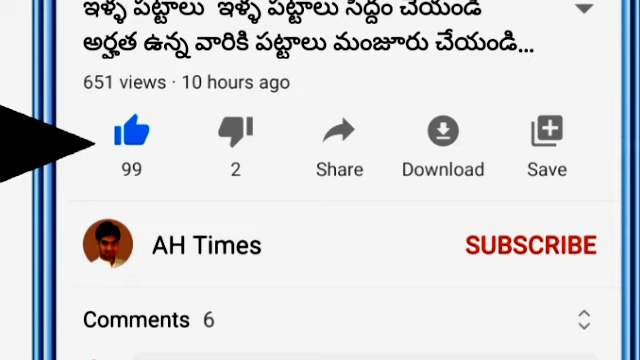 ఇళ్ళ పట్టాలు ఇళ్ళ పట్టాలు సిద్దం చేయండి
అర్హత ఉన్న వారికి పట్టాలు మంజూరు చేయండి...
651 views · 10 hours ago
99 2 Share Download Save
AH Times SUBSCRIBE
Comments 6